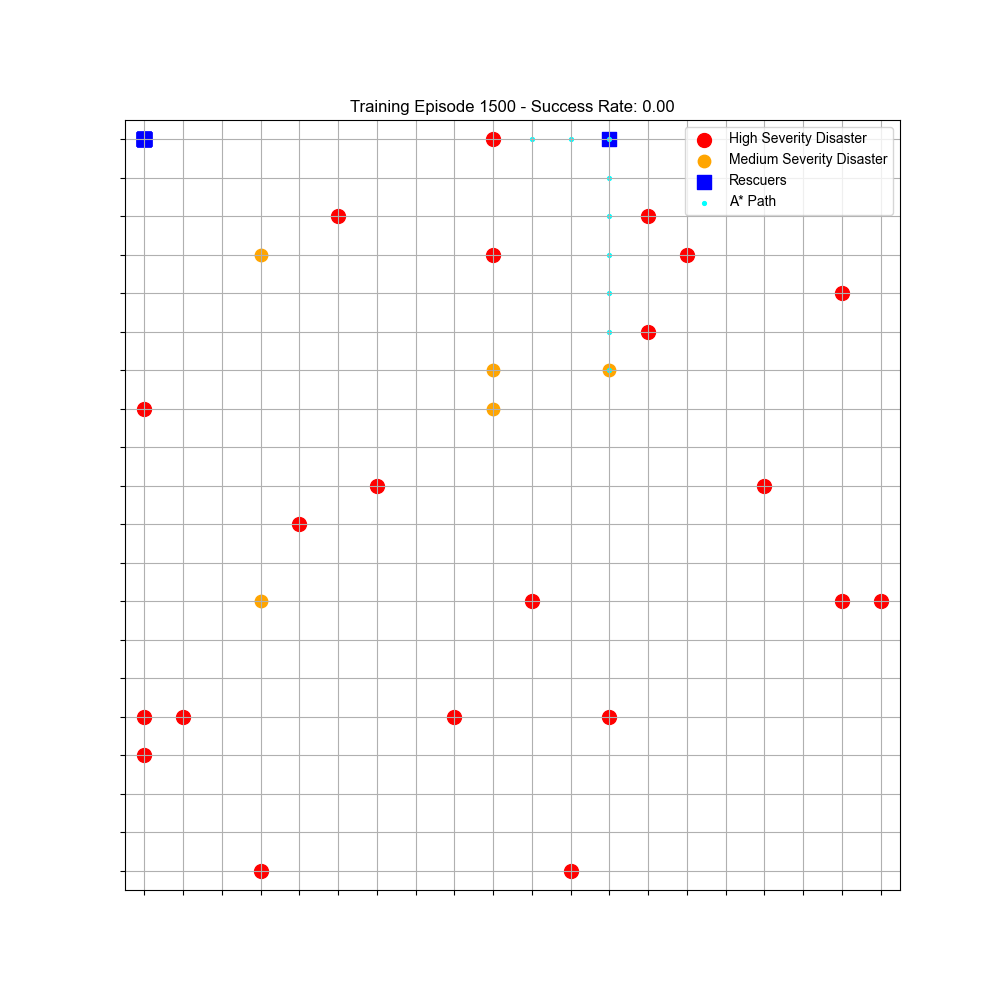 Training Episode 1500 - Success Rate: 0.00
High Severity Disaster
Medium Severity Disaster
Rescuers
A* Path